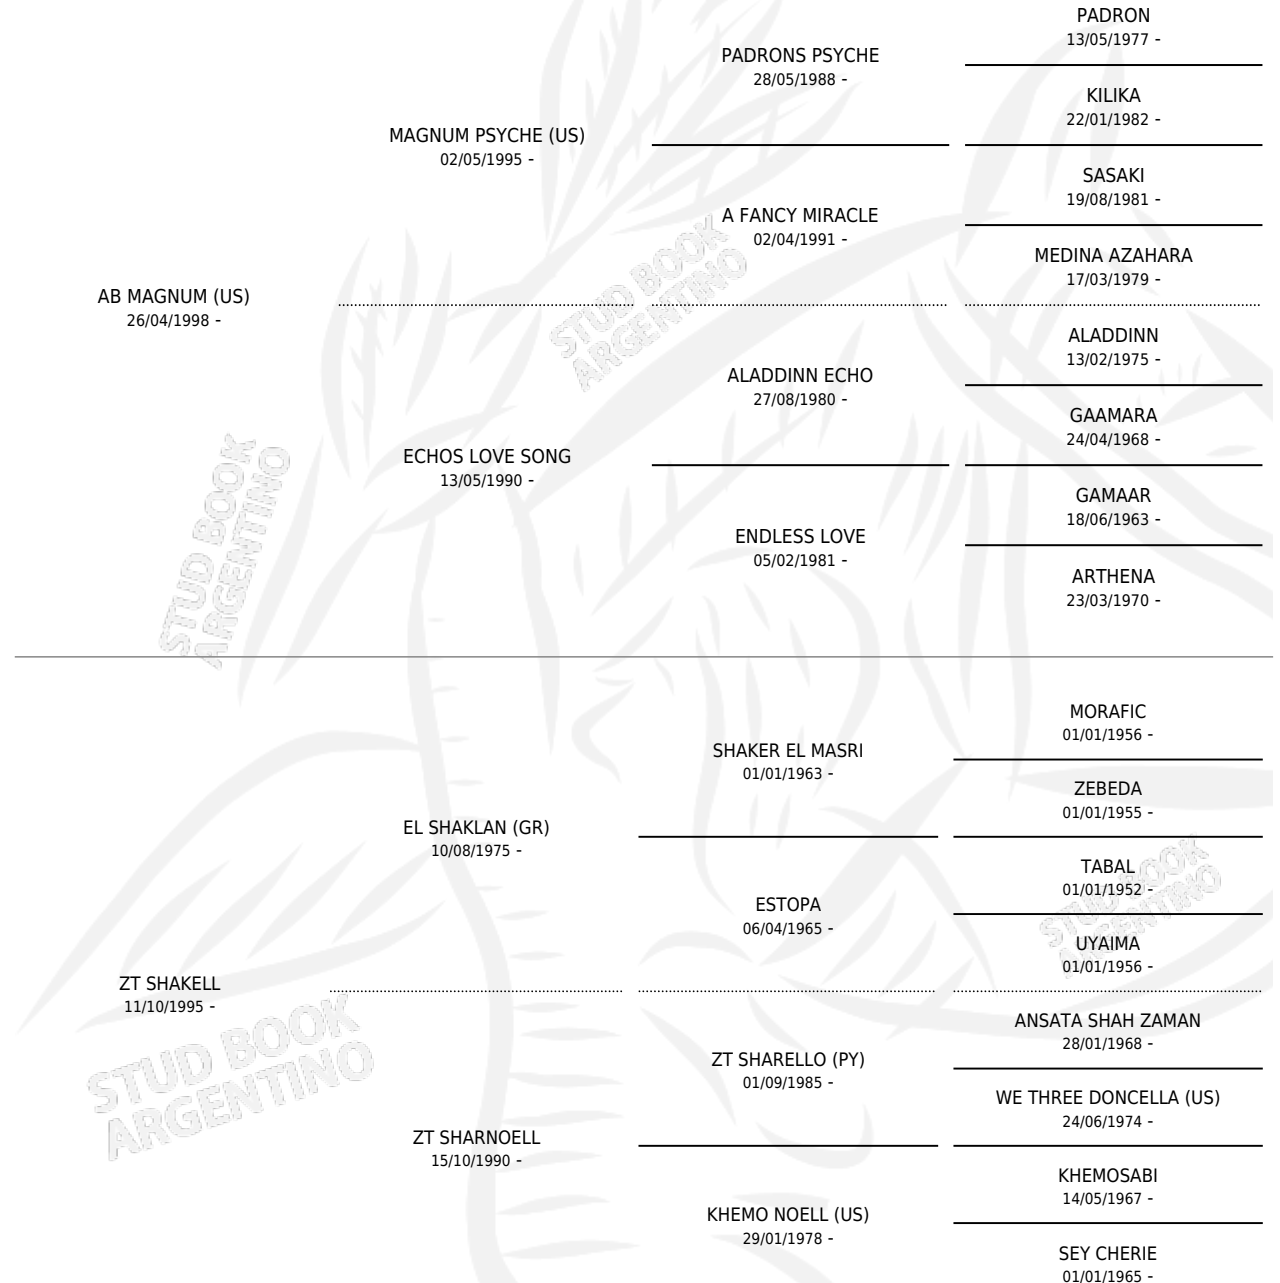 PADRON
13/05/1977 -
PADRONS PSYCHE
28/05/1988 -
KILIKA
22/01/1982 -
MAGNUM PSYCHE (US)
02/05/1995 -
SASAKI
19/08/1981 -
A FANCY MIRACLE
02/04/1991 -
MEDINA AZAHARA
17/03/1979 -
AB MAGNUM (US)
26/04/1998 -
STUD BOOK
ARGENTINO
ALADDINN
13/02/1975 -
ALADDINN ECHO
27/08/1980 -
GAAMARA
24/04/1968 -
ECHOS LOVE SONG
13/05/1990 -
GAMAAR
18/06/1963 -
ENDLESS LOVE
05/02/1981 -
ARTHENA
23/03/1970 -
STUD BOOK
ARGENTINO
MORAFIC
01/01/1956 -
SHAKER EL MASRI
01/01/1963 -
ZEBEDA
01/01/1955 -
EL SHAKLAN (GR)
10/08/1975 -
TABAL
01/01/1952 -
ESTOPA
06/04/1965 -
UYAIMA
01/01/1956 -
STUD BOOK
ARGENTINO
ZT SHAKELL
11/10/1995 -
ANSATA SHAH ZAMAN
28/01/1968 -
ZT SHARELLO (PY)
01/09/1985 -
WE THREE DONCELLA (US)
24/06/1974 -
STUD BOOK
ARGENTINO
ZT SHARNOELL
15/10/1990 -
KHEMOSABI
14/05/1967 -
KHEMO NOELL (US)
29/01/1978 -
SEY CHERIE
01/01/1965 -